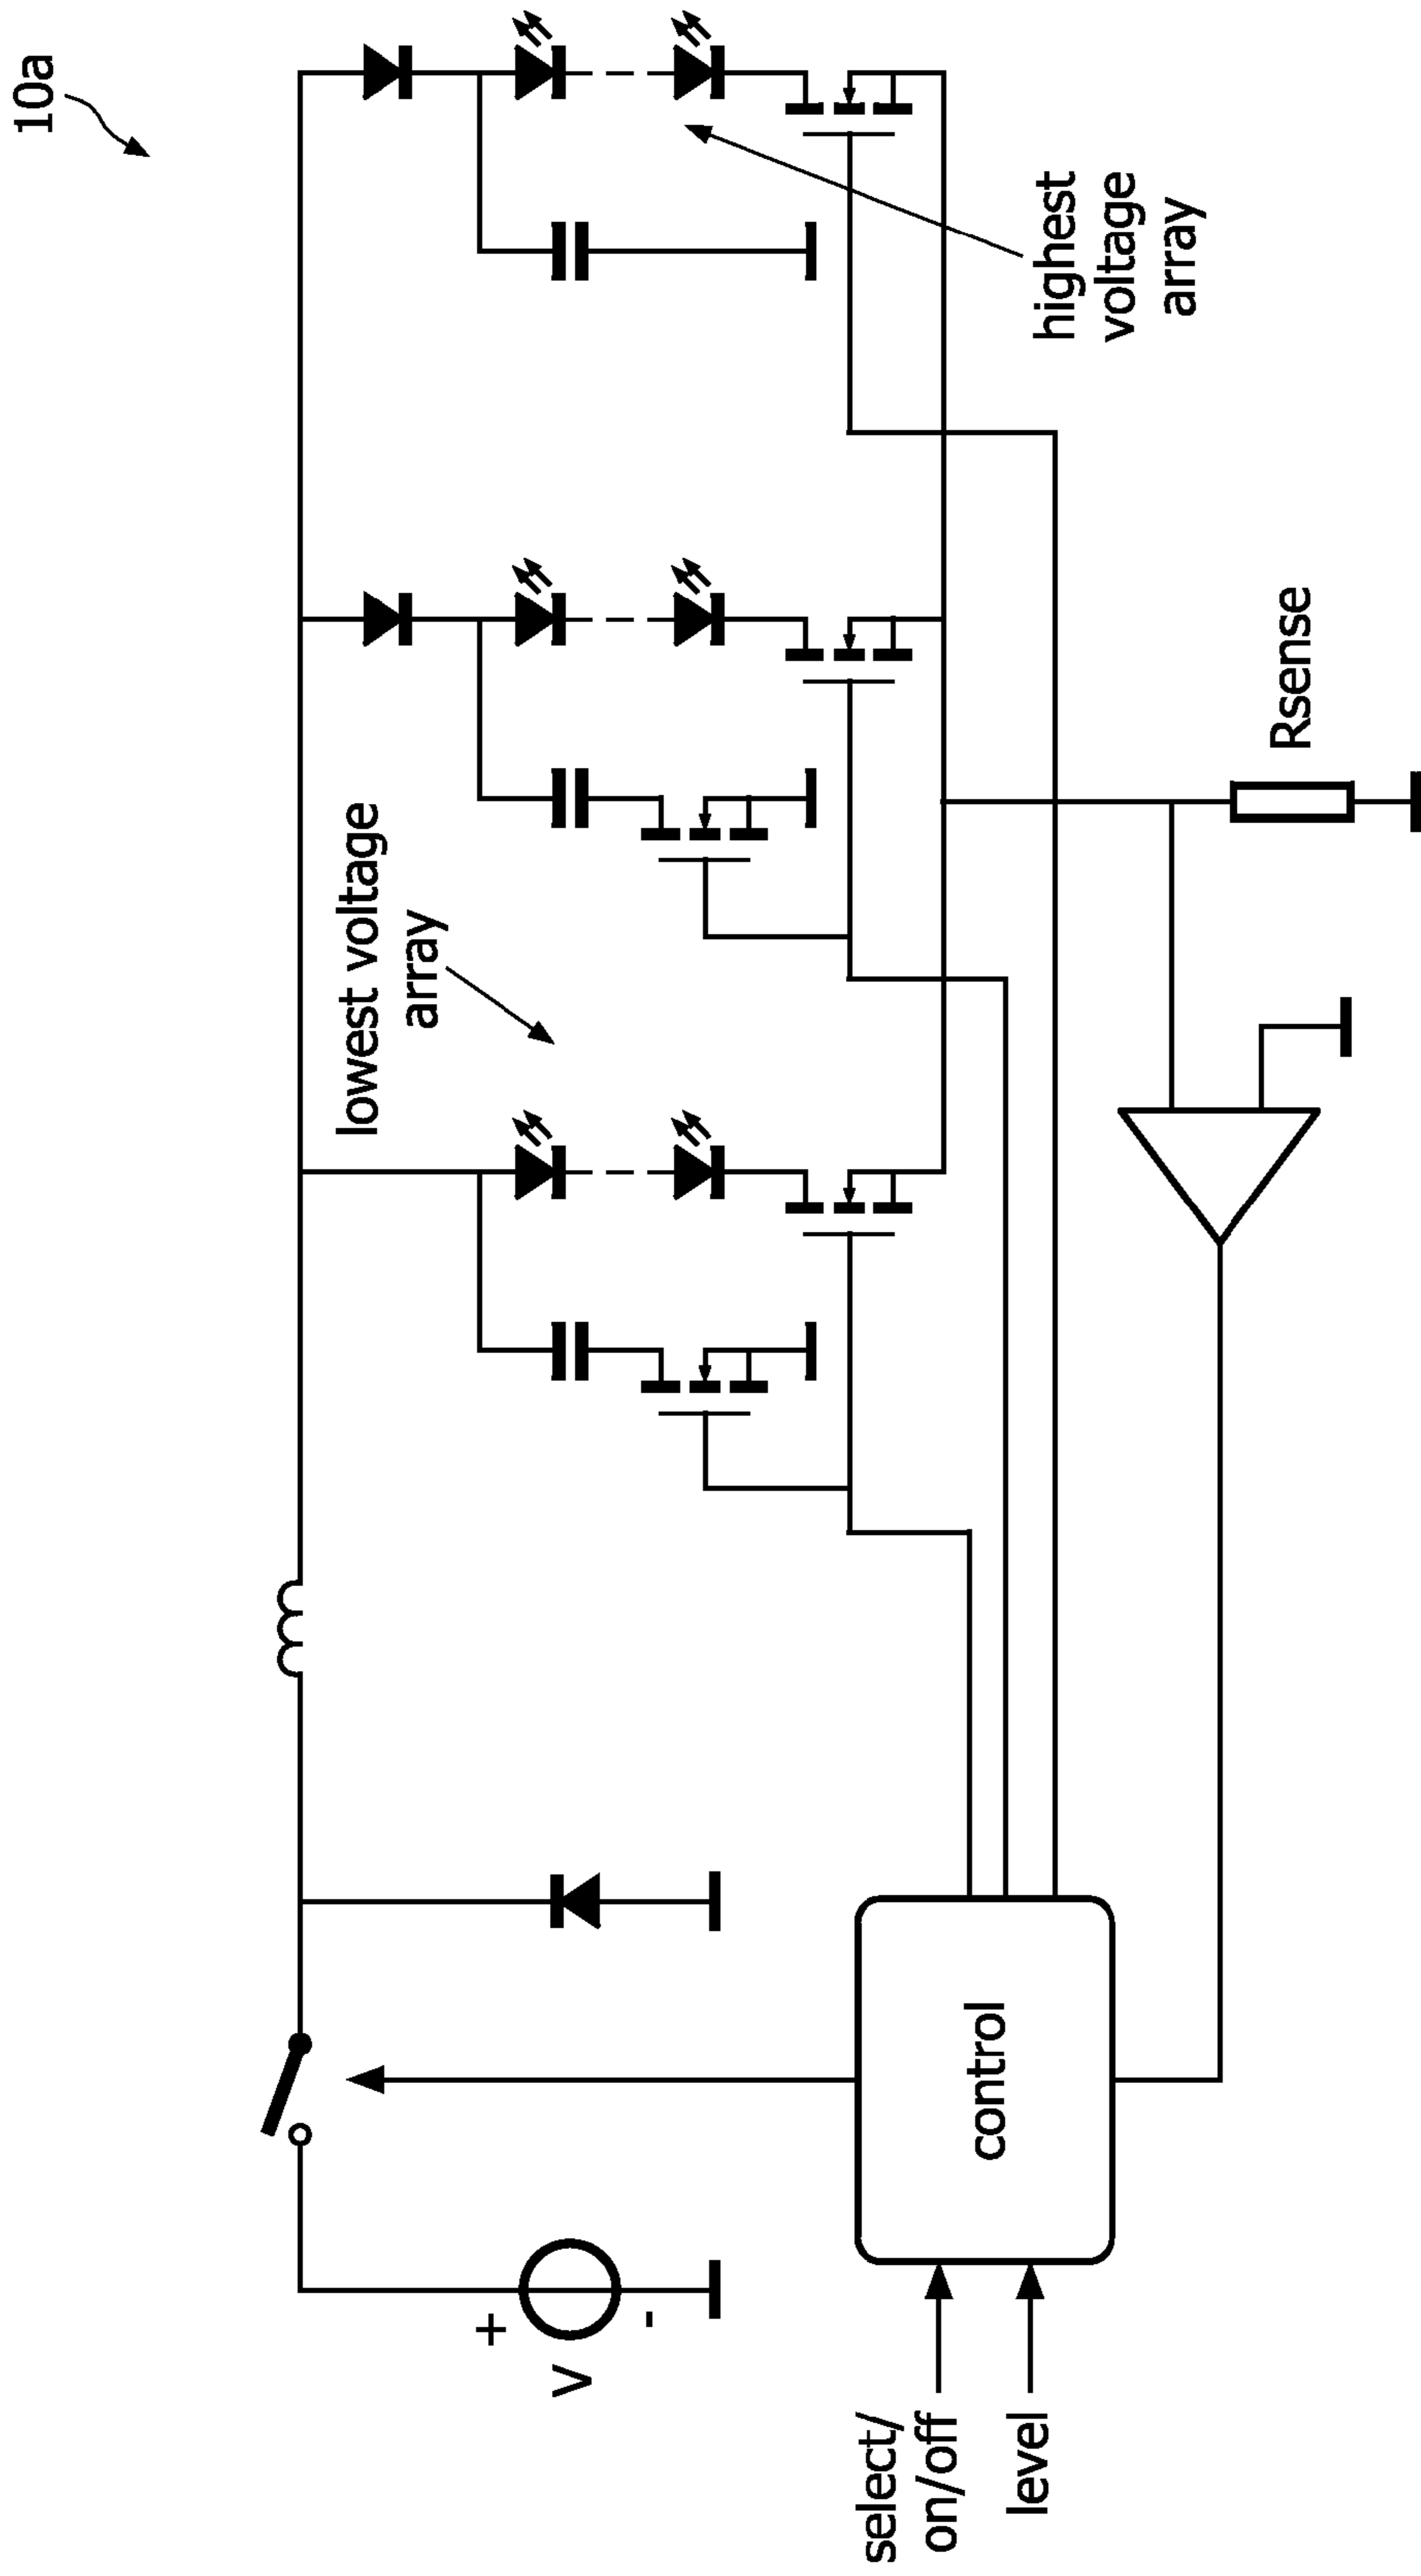 10a
lowest voltage
array
highest
voltage
array
+
V
-
Rsense
control
select/
on/off
level